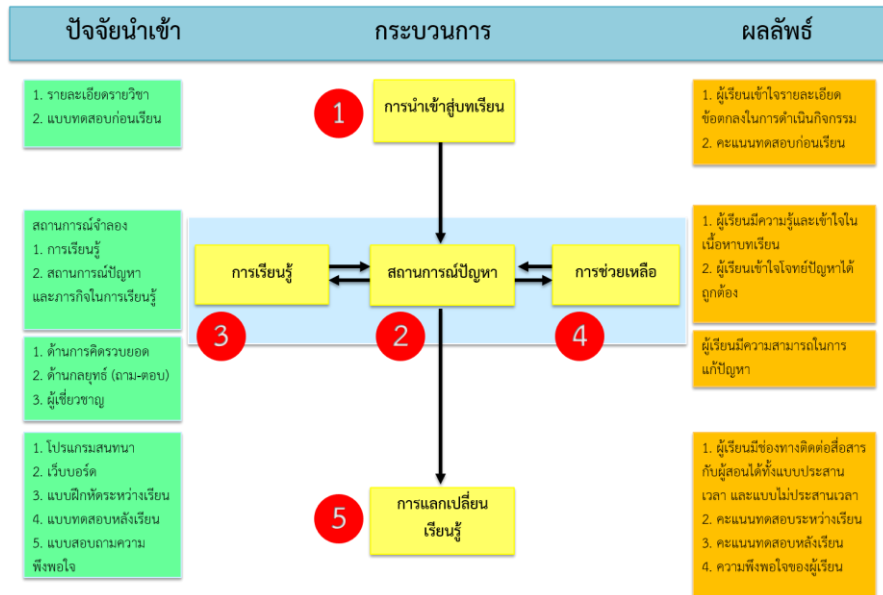 ปัจจัยนำเข้า
กระบวนการ
ผลลัพธ์
1. รายละเอียดรายวิชา
2. แบบทดสอบก่อนเรียน
1
การนำเข้าสู่บทเรียน
1. ผู้เรียนเข้าใจรายละเอียด
ข้อตกลงในการดำเนินกิจกรรม
2. คะแนนทดสอบก่อนเรียน
สถานการณ์จำลอง
1. การเรียนรู้
2. สถานการณ์ปัญหา
และภารกิจในการเรียนรู้
การเรียนรู้
สถานการณ์ปัญหา
การช่วยเหลือ
3
2
4
1. ผู้เรียนมีความรู้และเข้าใจใน
เนื้อหาบทเรียน
2. ผู้เรียนเข้าใจโจทย์ปัญหาได้
ถูกต้อง
1. ด้านการคิดรวบยอด
2. ด้านกลยุทธ์ (ถาม-ตอบ)
3. ผู้เชี่ยวชาญ
ผู้เรียนมีความสามารถในการ
แก้ปัญหา
1. โปรแกรมสนทนา
2. เว็บบอร์ด
3. แบบฝึกหัดระหว่างเรียน
4. แบบทดสอบหลังเรียน
5. แบบสอบถามความ
พึงพอใจ
5
การแลกเปลี่ยน
เรียนรู้
1. ผู้เรียนมีช่องทางติดต่อสื่อสาร
กับผู้สอนได้ทั้งแบบประสาน
เวลา และแบบไม่ประสานเวลา
2. คะแนนทดสอบระหว่างเรียน
3. คะแนนทดสอบหลังเรียน
4. ความพึงพอใจของผู้เรียน